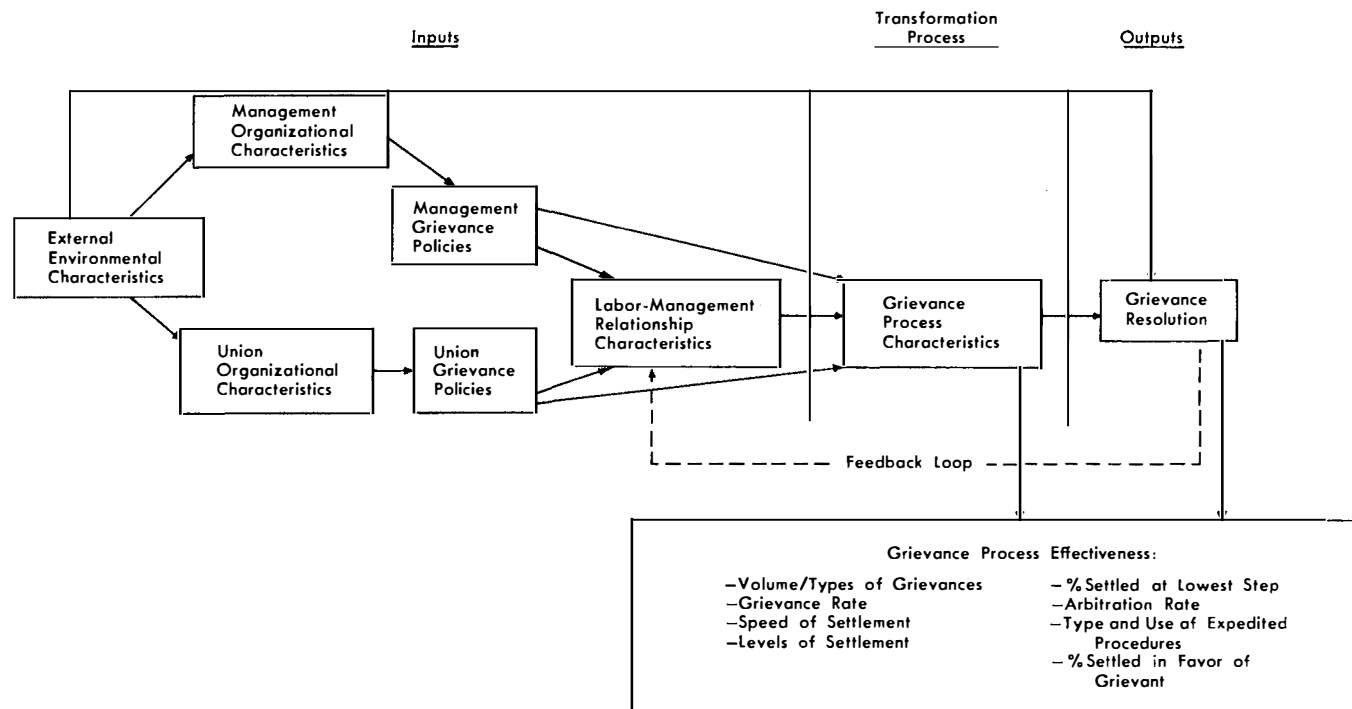 Inputs
Transformation
Process
Outputs
Management
Organizational
Characteristics
External
Environmental
Characteristics
Management
Grievance
Policies
Union
Organizational
Characteristics
Union
Grievance
Policies
Labor-Management
Relationship
Characteristics
Grievance
Process
Characteristics
Grievance
Resolution
Feedback Loop
Grievance Process Effectiveness:
–Volume/Types of Grievances
–Grievance Rate
–Speed of Settlement
–Levels of Settlement
–% Settled at Lowest Step
–Arbitration Rate
–Type and Use af Expedited
Procedures
–% Settled in Favor of
Grievant